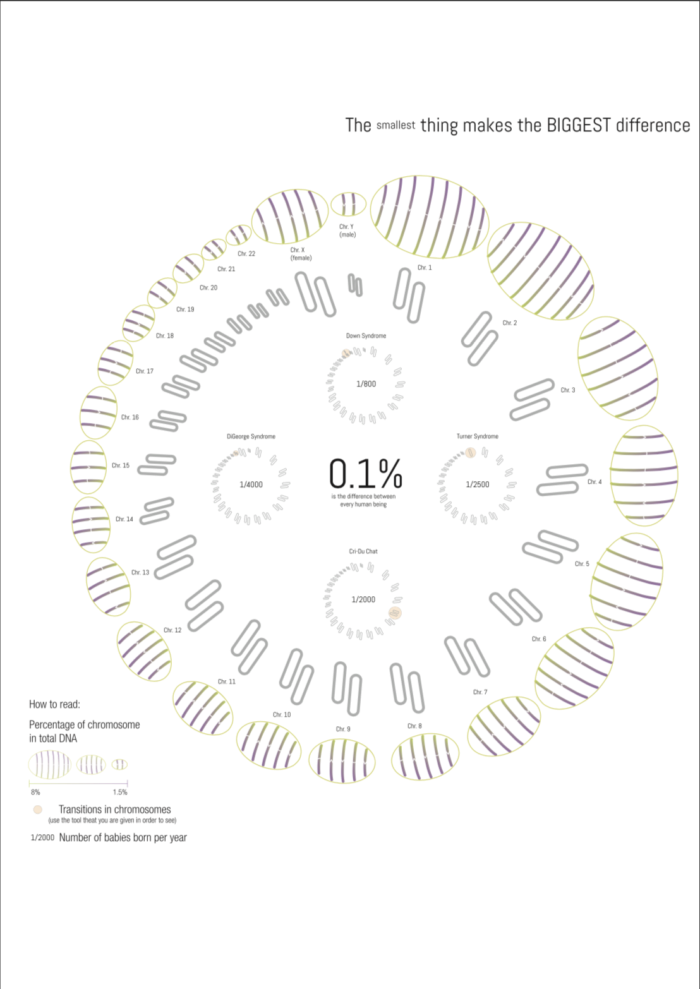 The smallest thing makes the BIGGEST difference
Chr. Y
(male)
Chr. X
(female)
Chr. 1
Chr. 22
Chr. 21
Chr. 20
Chr. 19
Chr. 18
Chr. 17
Chr. 16
Chr. 15
Chr. 14
Chr. 13
Chr. 12
Chr. 11
Chr. 10
Chr. 9
Chr. 8
Chr. 7
Chr. 6
Chr. 5
Chr. 4
Chr. 3
Chr. 2
Down Syndrome
1/800
DiGeorge Syndrome
1/4000
Turner Syndrome
1/2500
0.1%
is the difference between
every human being
Cri-Du Chat
1/2000
How to read:
Percentage of chromosome
in total DNA
8% 1.5%
Transitions in chromosomes
(use the tool theat you are given in order to see)
1/2000 Number of babies born per year